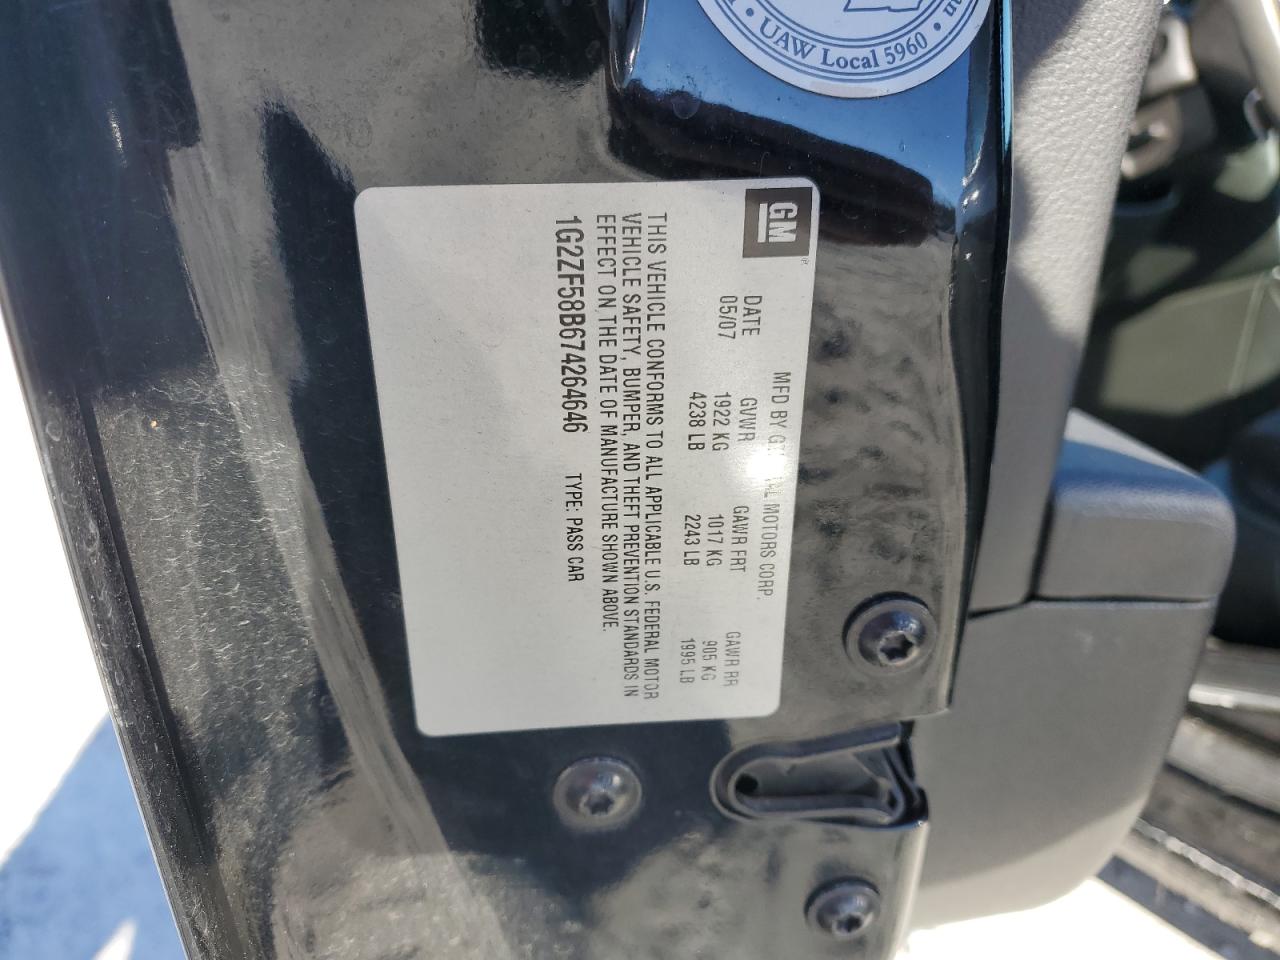 UAW Local 5960
GM
MFD BY GENERAL MOTORS CORP.
DATE GVWR GAWR FRT GAWR RR
05/07 1922 KG 1017 KG 905 KG
4238 LB 2243 LB 1995 LB
THIS VEHICLE CONFORMS TO ALL APPLICABLE U.S. FEDERAL MOTOR
VEHICLE SAFETY, BUMPER, AND THEFT PREVENTION STANDARDS IN
EFFECT ON THE DATE OF MANUFACTURE SHOWN ABOVE.
1G2ZF58B674264646 TYPE: PASS CAR